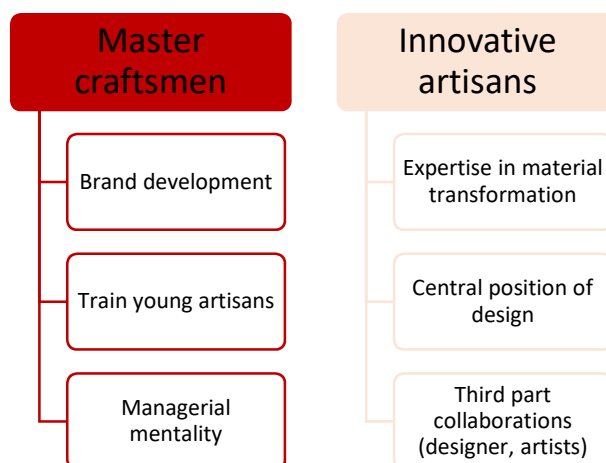 Master
craftsmen
Brand development
Train young artisans
Managerial
mentality
Innovative
artisans
Expertise in material
transformation
Central position of
design
Third part
collaborations
(designer, artists)